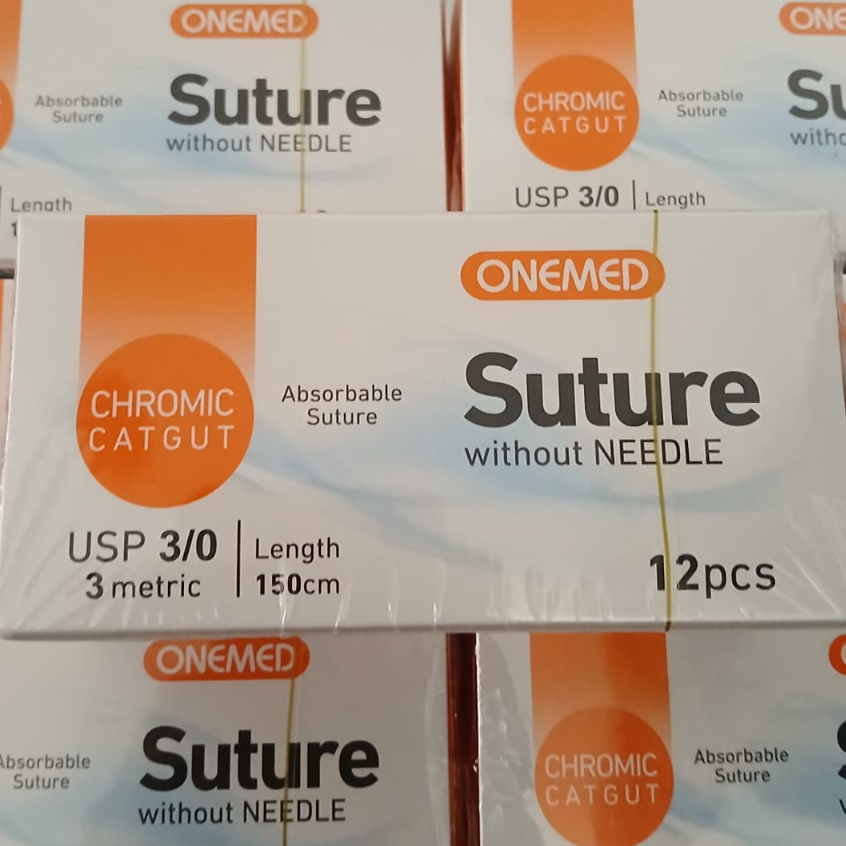 ONEMED
Absorbable
Suture
Suture
without NEEDLE
Length
ONE
CHROMIC
CATGUT
Absorbable
Suture
USP 3/0
Length
ONEMED
CHROMIC
CATGUT
Absorbable
Suture
Suture
without NEEDLE
USP 3/0
3 metric
Length
150cm
12pcs
ONEMED
Absorbable
Suture
Suture
without NEEDLE
CHROMIC
CATGUT
Absorbable
Suture